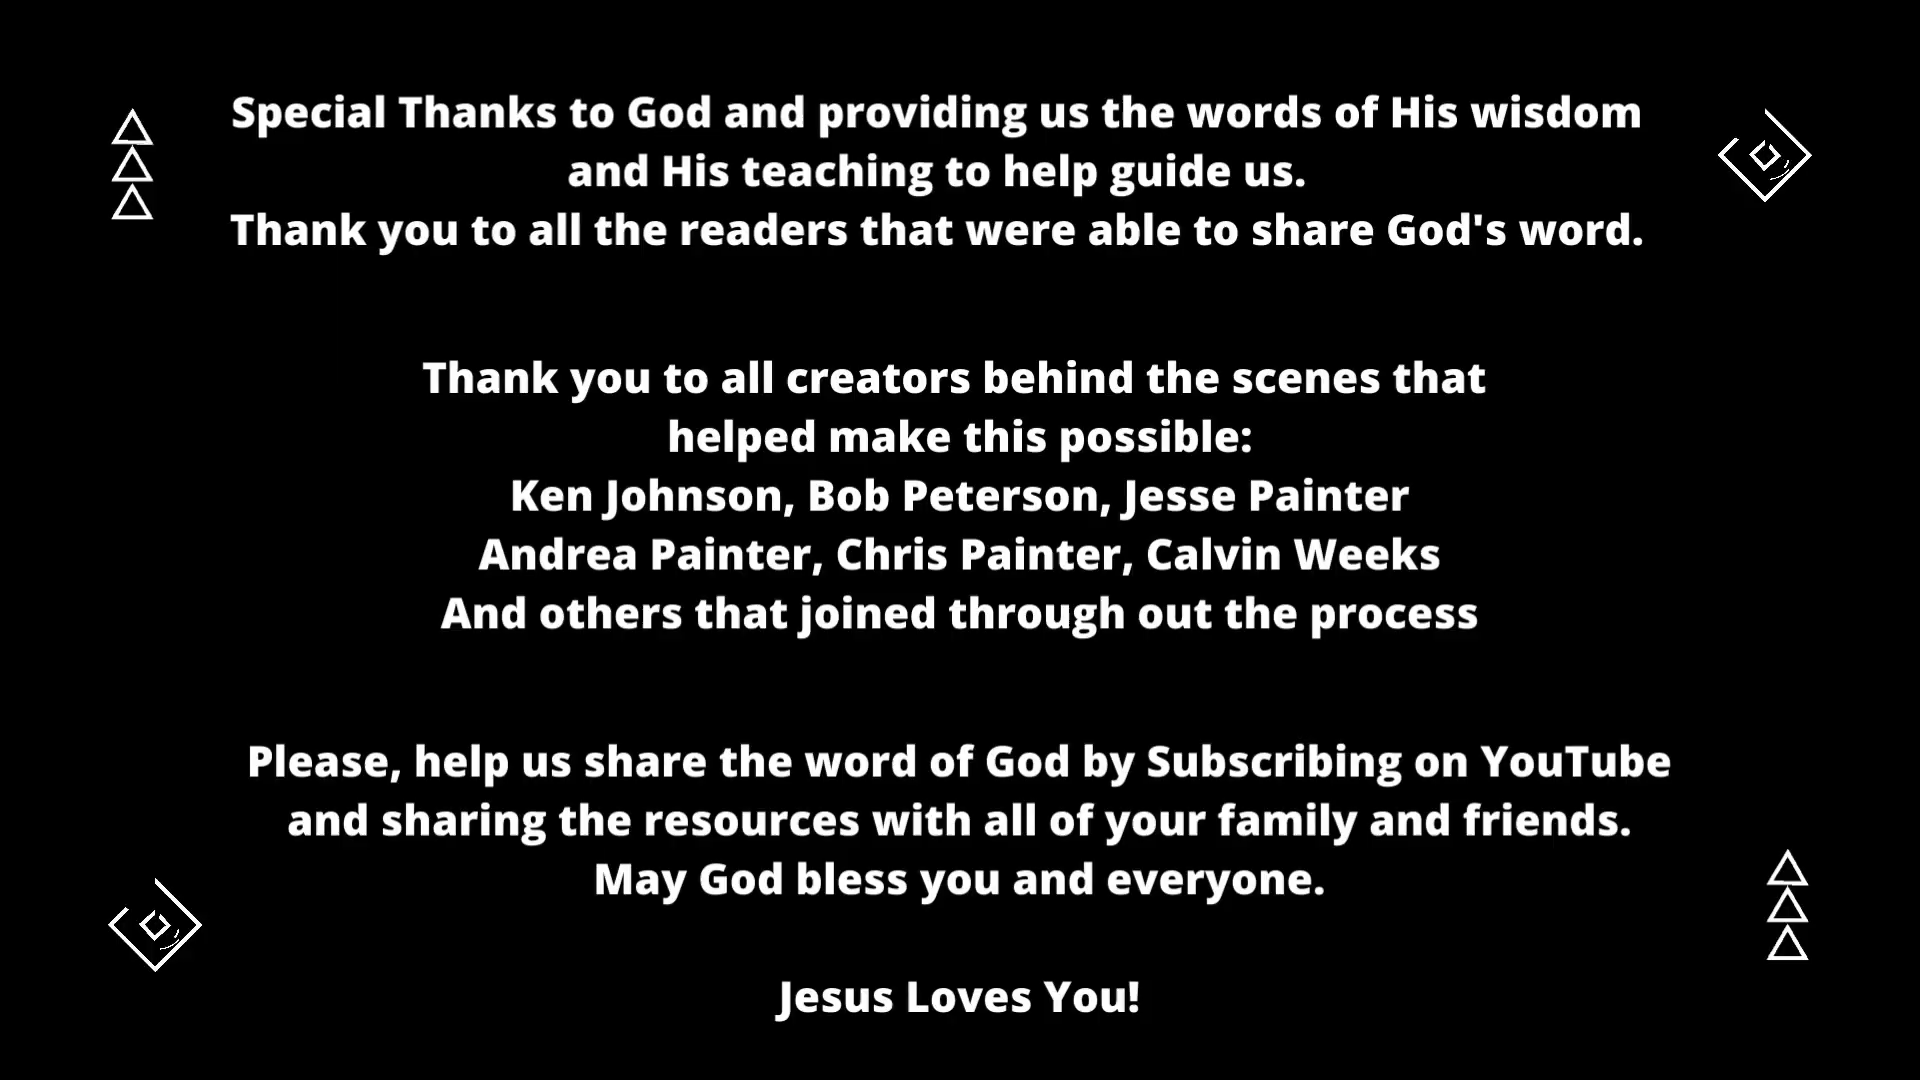 Special Thanks to God and providing us the words of His wisdom
and His teaching to help guide us.
Thank you to all the readers that were able to share God's word.
Thank you to all creators behind the scenes that
helped make this possible:
Ken Johnson, Bob Peterson, Jesse Painter
Andrea Painter, Chris Painter, Calvin Weeks
And others that joined through out the process
Please, help us share the word of God by Subscribing on YouTube
and sharing the resources with all of your family and friends.
May God bless you and everyone.
Jesus Loves You!